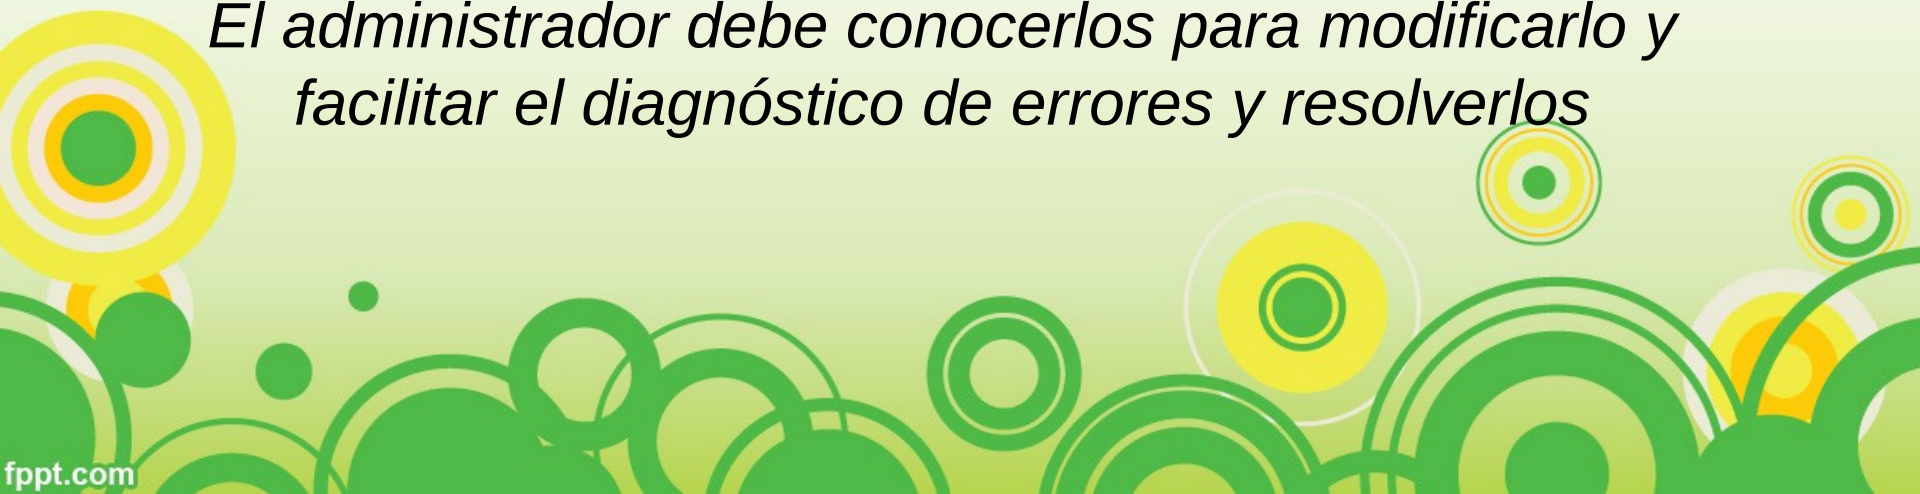 El administrador debe conocerlos para modificarlo y
facilitar el diagnóstico de errores y resolverlos
fppt.com